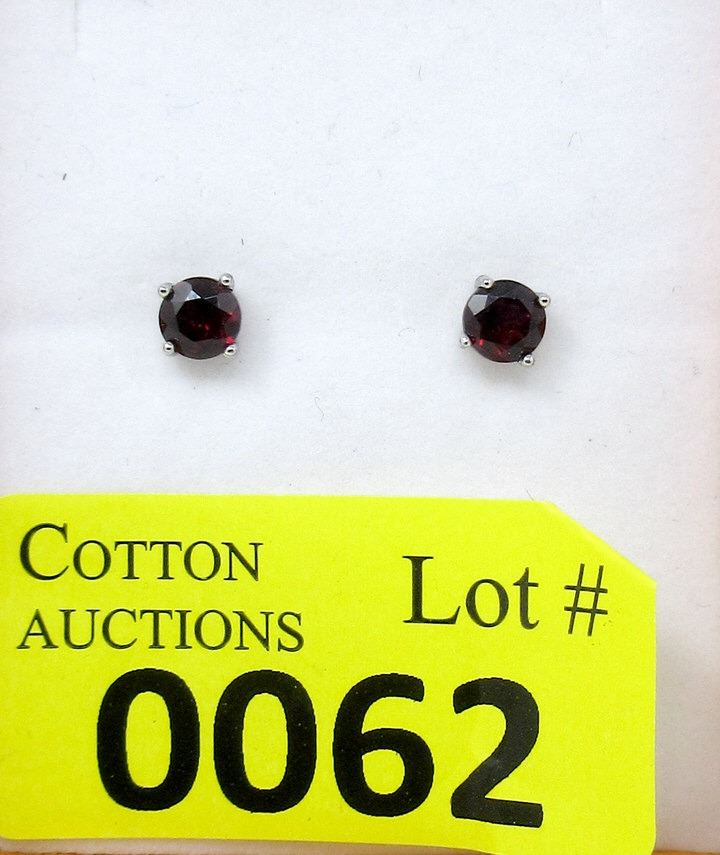 COTTON
AUCTIONS
Lot #
0062